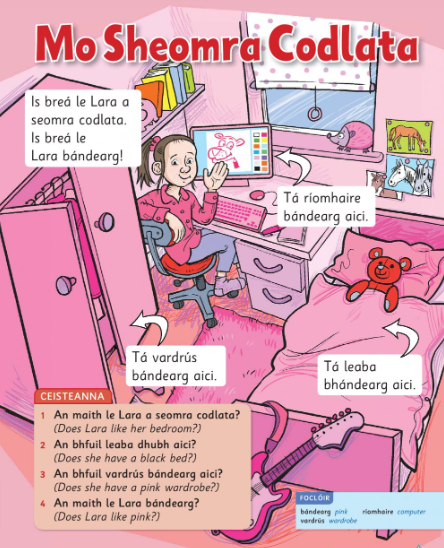 Mo Sheomra Codlata
Is breá le Lara a
seomra codlata.
Is breá le
Lara bándearg!
Tá ríomhaire
bándearg aici.
Tá vardrús
bándearg aici.
Tá leaba
bhándearg aici.
CEISTEANNA
1 An maith le Lara a seomra codlata?
(Does Lara like her bedroom?)
2 An bhfuil leaba dhubh aici?
(Does she have a black bed?)
3 An bhfuil vardrús bándearg aici?
(Does she have a pink wardrobe?)
4 An maith le Lara bándearg?
(Does Lara like pink?)
FOCLÓIR
bándearg pink ríomhaire computer
vardrús wardrobe